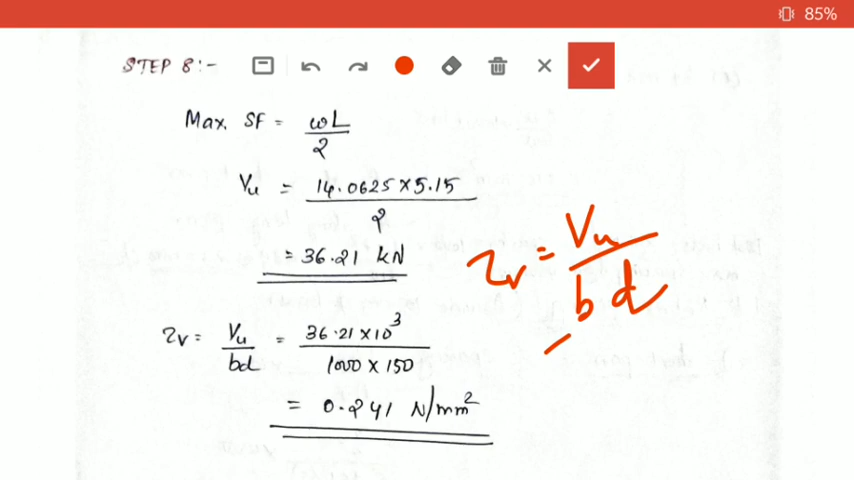 85%
STEP 8:-
Max. SF = ωL/2
Vu = 14.0625 × 5.15 / 2
= 36.21 kN
τv = Vu/bd = 36.21 × 10³ / 1000 × 150
= 0.241 N/mm²
τv = Vu / b d